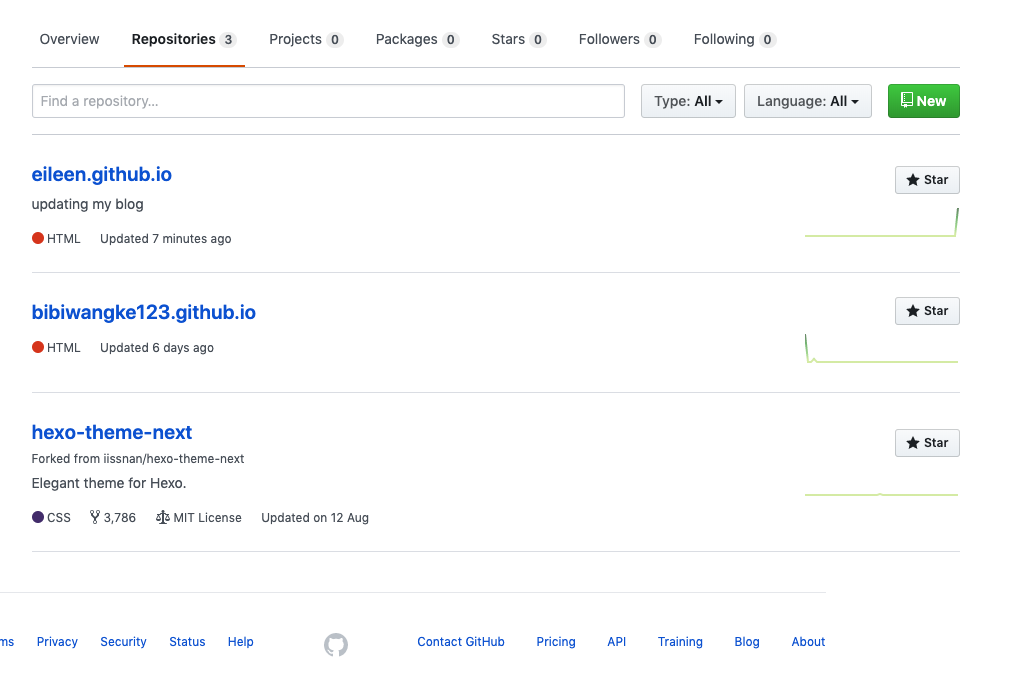 Overview Repositories 3 Projects 0 Packages 0 Stars 0 Followers 0 Following 0
Find a repository... Type: All Language: All New
eileen.github.io
Star
updating my blog
HTML Updated 7 minutes ago
bibiwangke123.github.io
Star
HTML Updated 6 days ago
hexo-theme-next
Star
Forked from iissnan/hexo-theme-next
Elegant theme for Hexo.
CSS 3,786 MIT License Updated on 12 Aug
ms Privacy Security Status Help Contact GitHub Pricing API Training Blog About